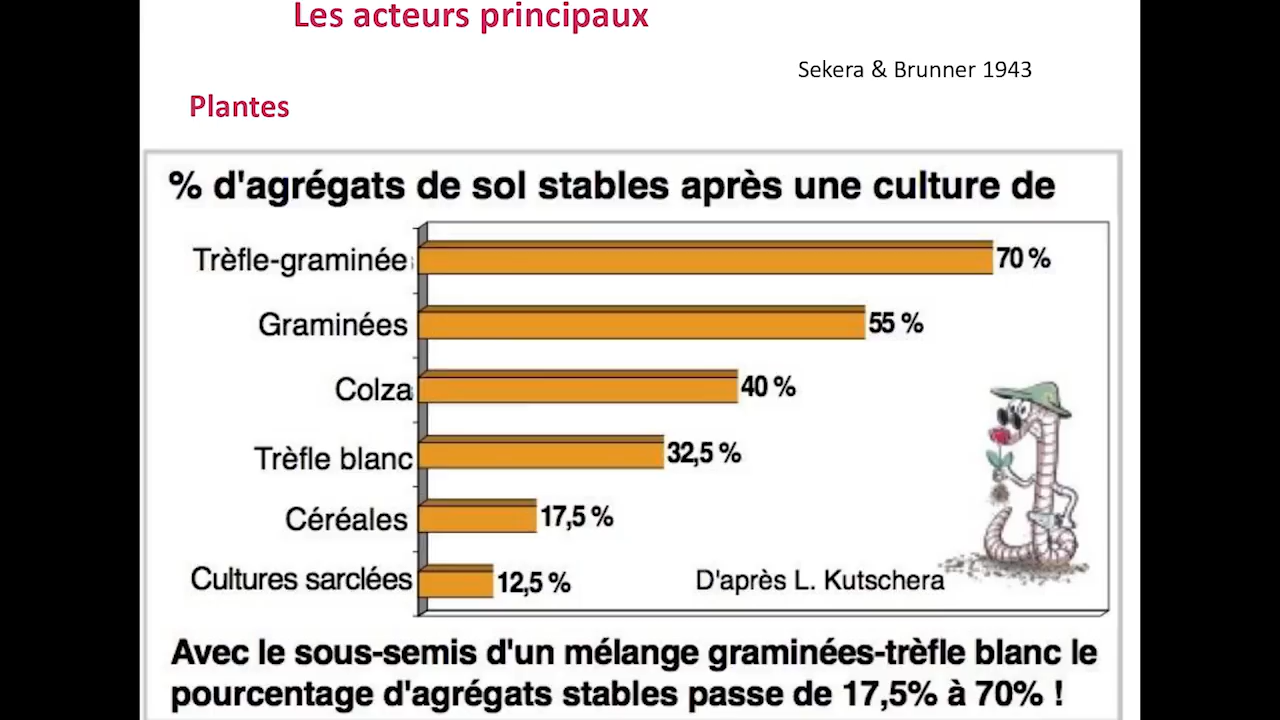 Les acteurs principaux
Sekera & Brunner 1943
Plantes
% d'agrégats de sol stables après une culture de
Trèfle-graminée
70 %
Graminées
55 %
Colza
40 %
Trèfle blanc
32,5 %
Céréales
17,5 %
Cultures sarclées
12,5 %
D'après L. Kutschera
Avec le sous-semis d'un mélange graminées-trèfle blanc le
pourcentage d'agrégats stables passe de 17,5% à 70% !